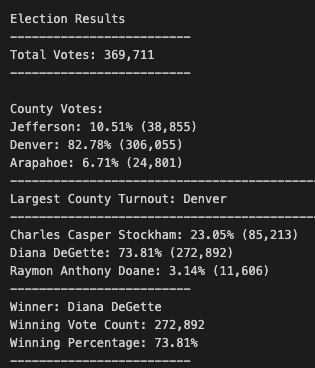 Election Results
-------------------------
Total Votes: 369,711
-------------------------
County Votes:
Jefferson: 10.51% (38,855)
Denver: 82.78% (306,055)
Arapahoe: 6.71% (24,801)
------------------------------------------
Largest County Turnout: Denver
------------------------------------------
Charles Casper Stockham: 23.05% (85,213)
Diana DeGette: 73.81% (272,892)
Raymon Anthony Doane: 3.14% (11,606)
-------------------------
Winner: Diana DeGette
Winning Vote Count: 272,892
Winning Percentage: 73.81%
-------------------------